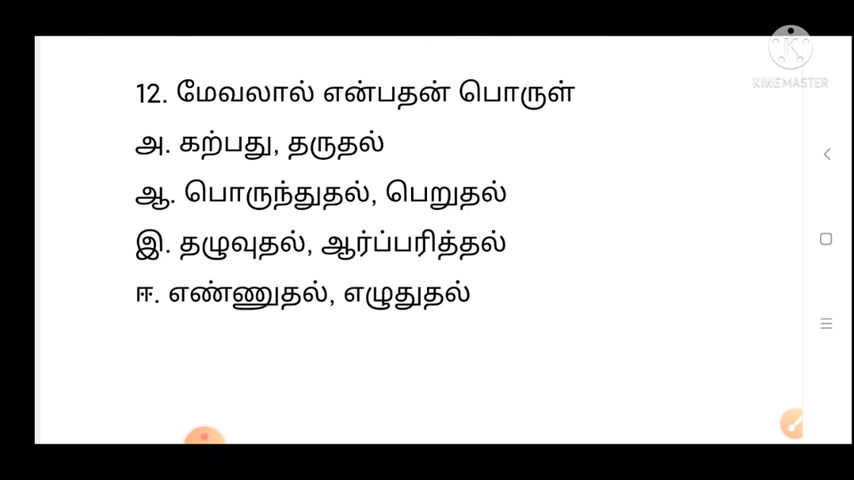 12. மேவலால் என்பதன் பொருள்
அ. கற்பது, தருதல்
ஆ. பொருந்துதல், பெறுதல்
இ. தழுவுதல், ஆர்ப்பரித்தல்
ஈ. எண்ணுதல், எழுதுதல்
K
KINEMASTER